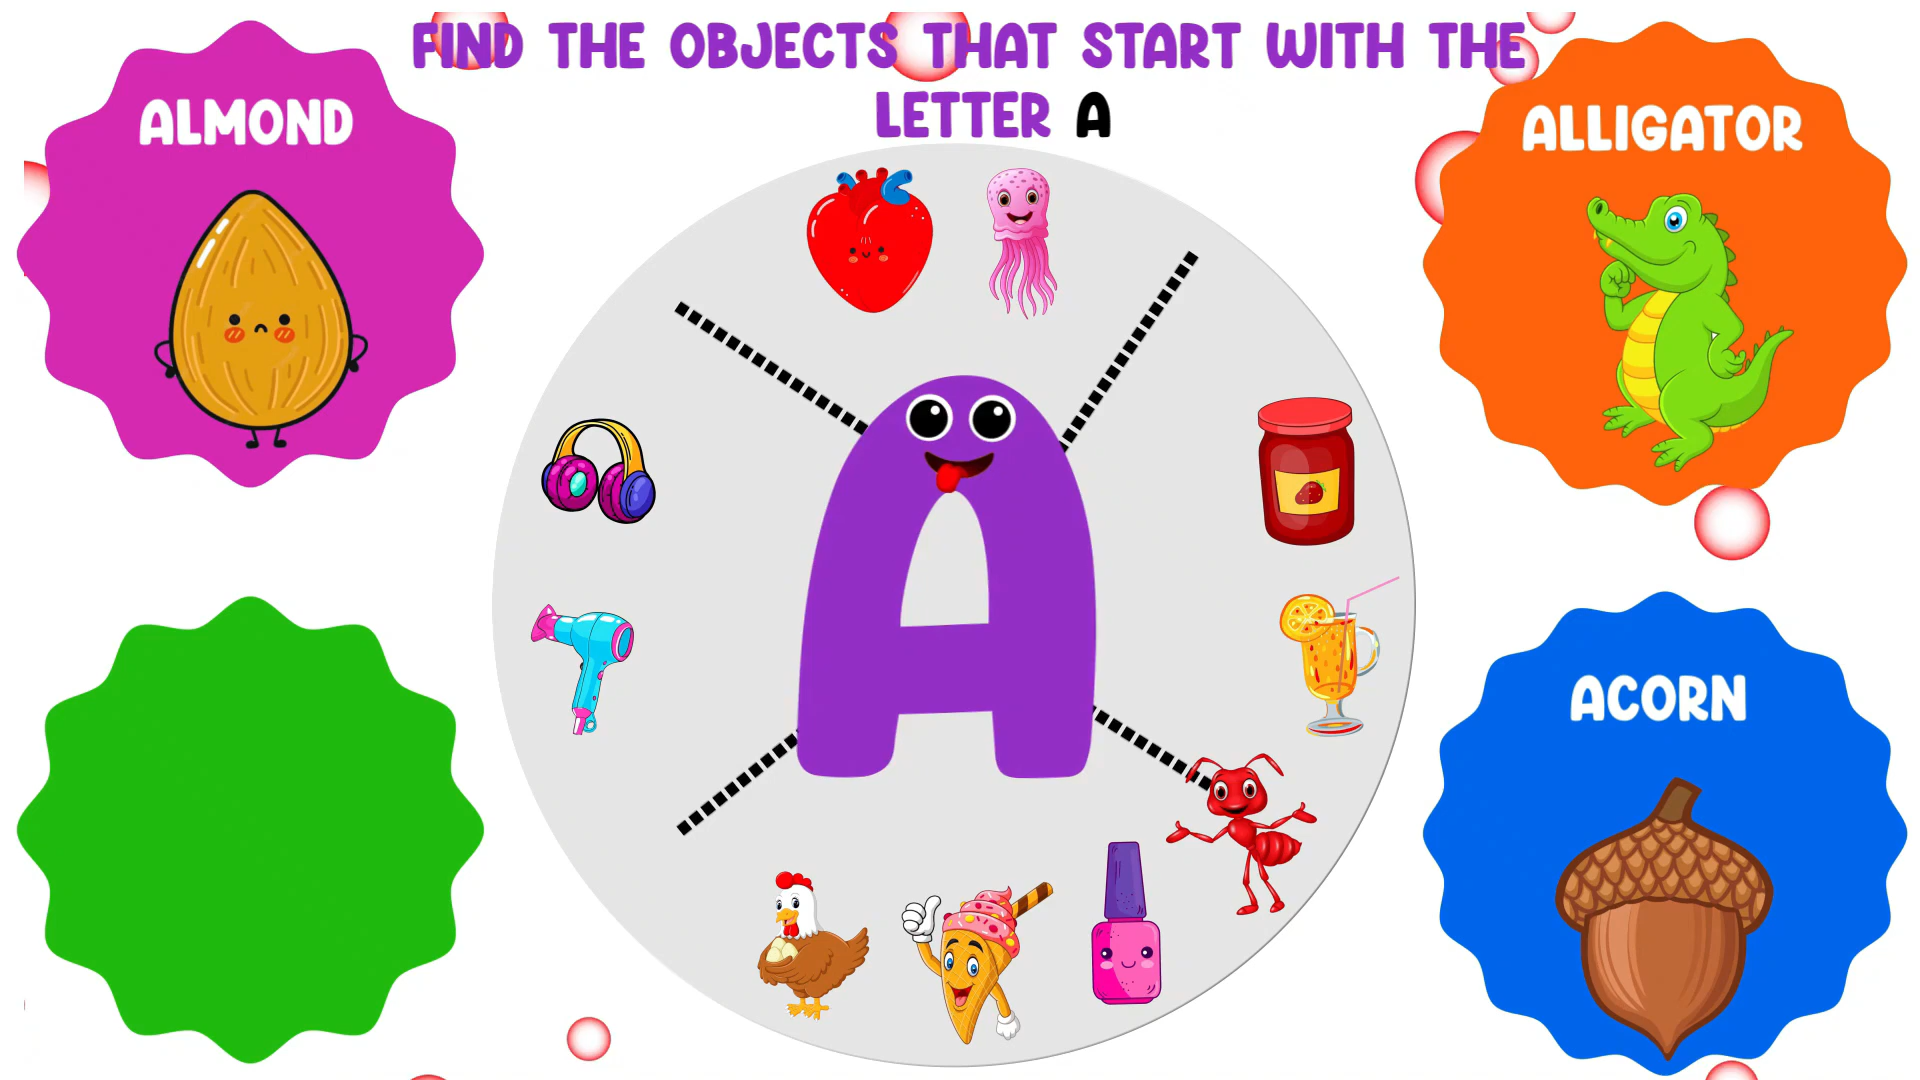 FIND THE OBJECTS THAT START WITH THE
LETTER A
ALMOND
ALLIGATOR
A
ACORN